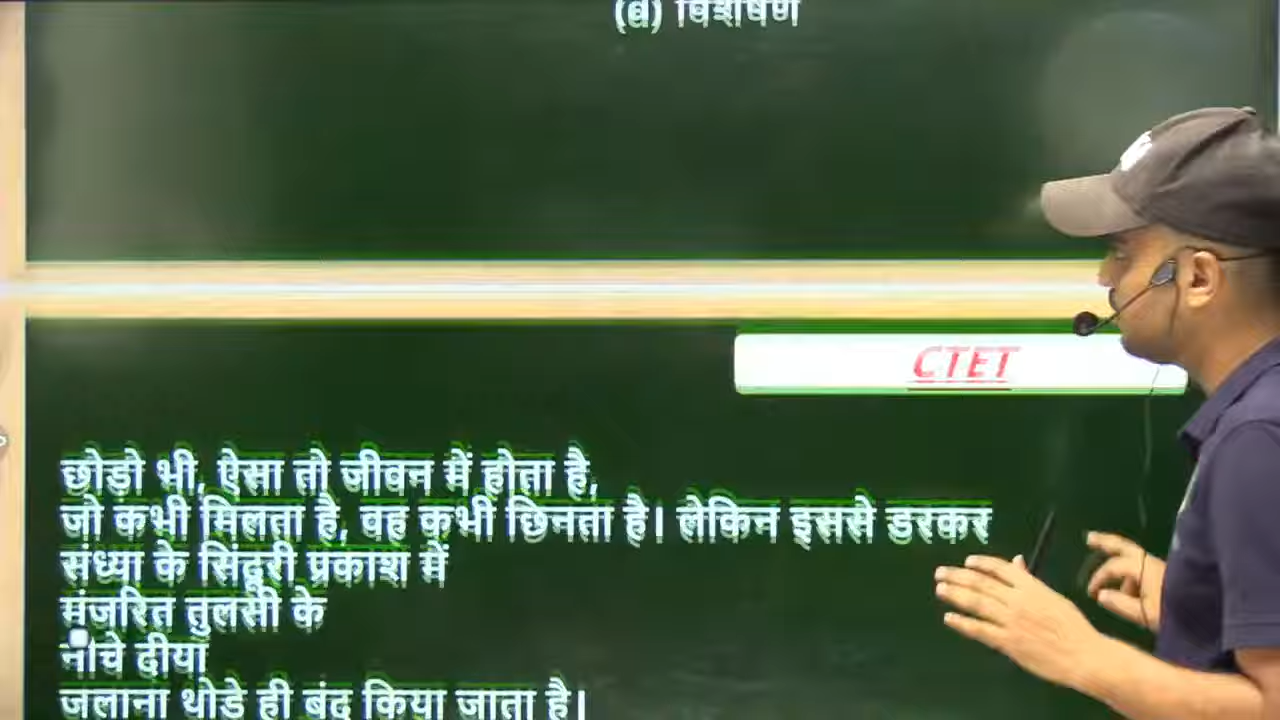 (d) विशेषण
CTET
छोड़ो भी, ऐसा तो जीवन में होता है,
जो कभी मिलता है, वह कभी छिनता है। लेकिन इससे डरकर
संध्या के सिंदूरी प्रकाश में
मंजरित तुलसी के
नीचे दीया
जलाना थोडे ही बंद किया जाता है।